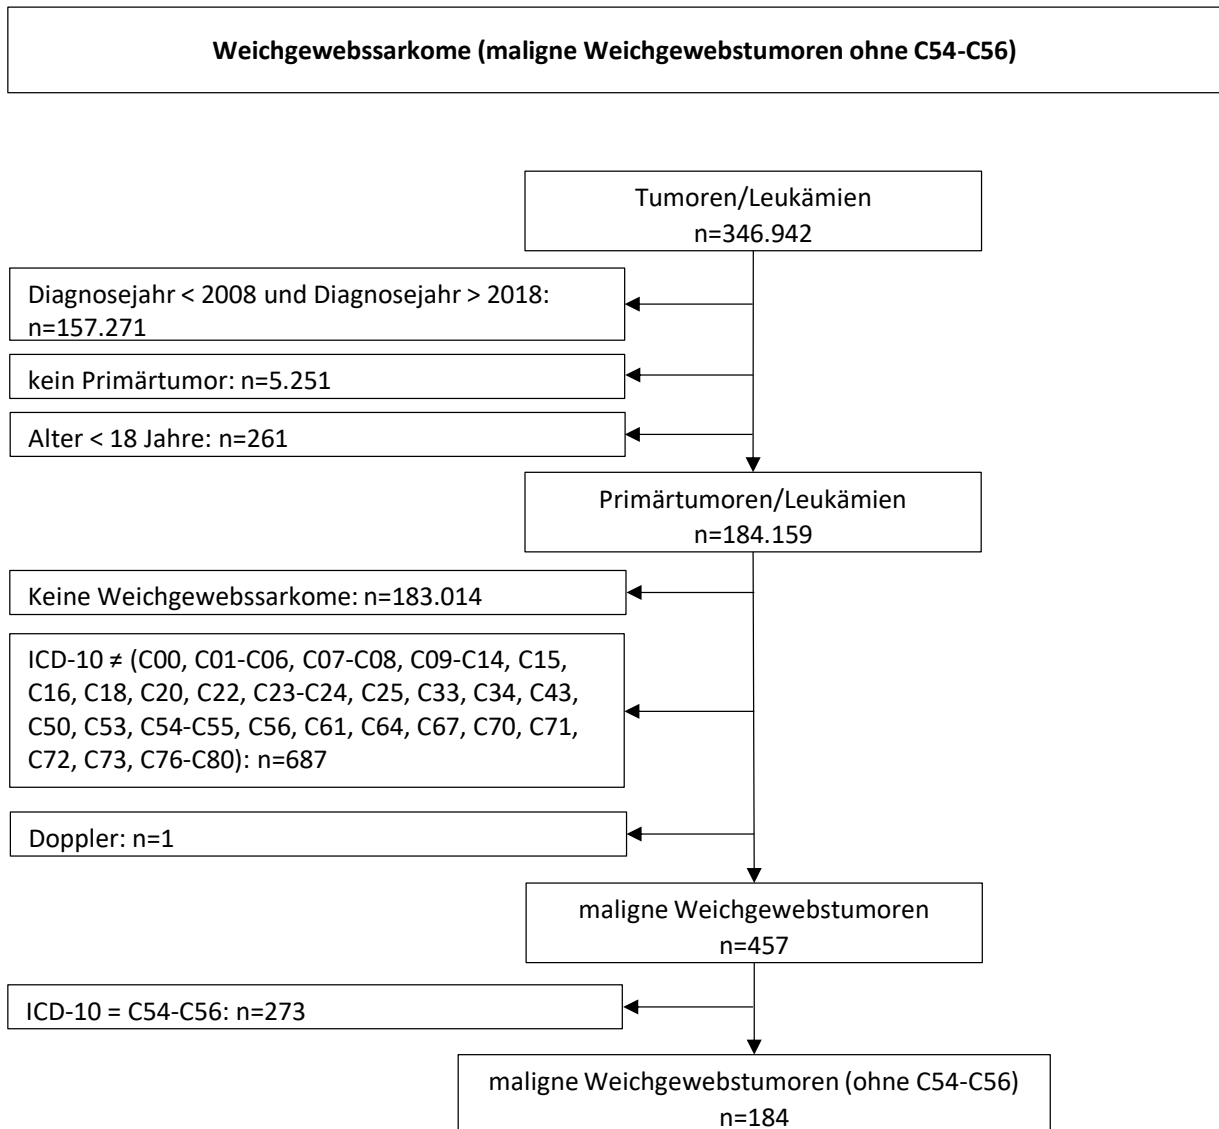 Weichgewebssarkome (maligne Weichgewebstumoren ohne C54-C56)
Tumoren/Leukämien
n=346.942
Diagnosejahr < 2008 und Diagnosejahr > 2018:
n=157.271
kein Primärtumor: n=5.251
Alter < 18 Jahre: n=261
Primärtumoren/Leukämien
n=184.159
Keine Weichgewebssarkome: n=183.014
ICD-10 ≠ (C00, C01-C06, C07-C08, C09-C14, C15,
C16, C18, C20, C22, C23-C24, C25, C33, C34, C43,
C50, C53, C54-C55, C56, C61, C64, C67, C70, C71,
C72, C73, C76-C80): n=687
Doppler: n=1
maligne Weichgewebstumoren
n=457
ICD-10 = C54-C56: n=273
maligne Weichgewebstumoren (ohne C54-C56)
n=184